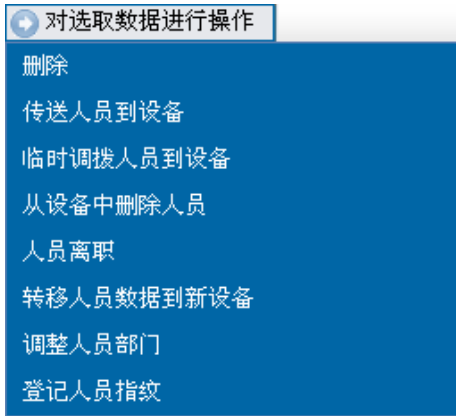 对选取数据进行操作
删除
传送人员到设备
临时调拨人员到设备
从设备中删除人员
人员离职
转移人员数据到新设备
调整人员部门
登记人员指纹